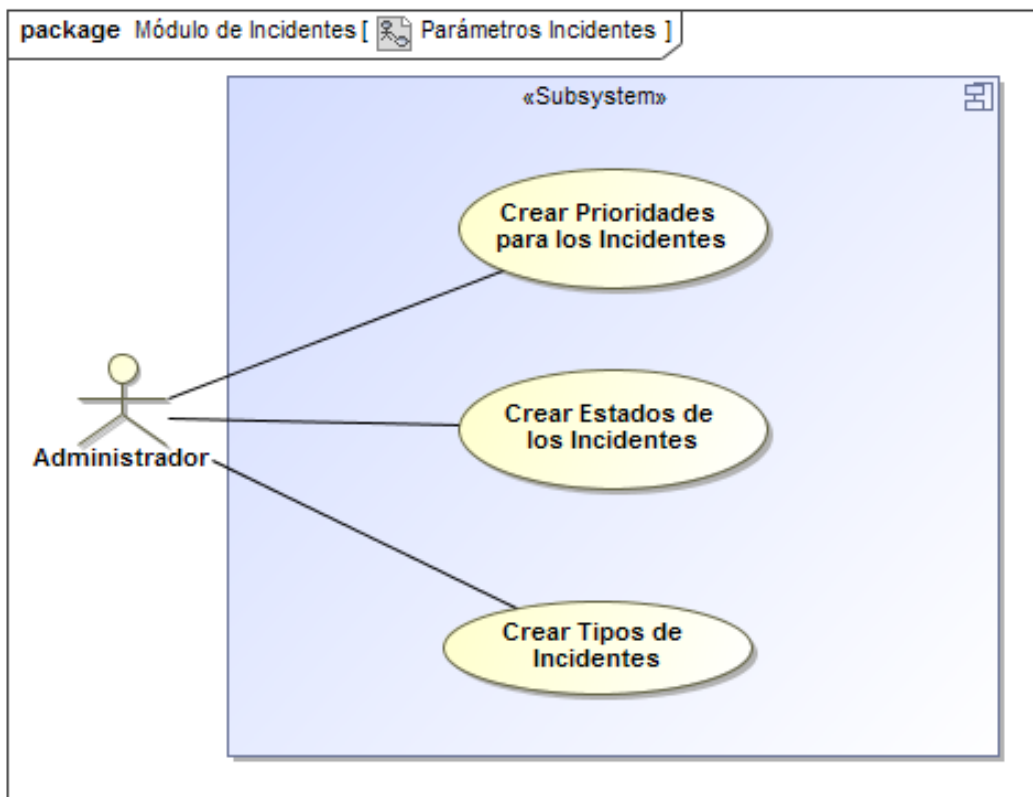 package Módulo de Incidentes [ Parámetros Incidentes ]
«Subsystem»
Crear Prioridades
para los Incidentes
Crear Estados de
los Incidentes
Administrador
Crear Tipos de
Incidentes